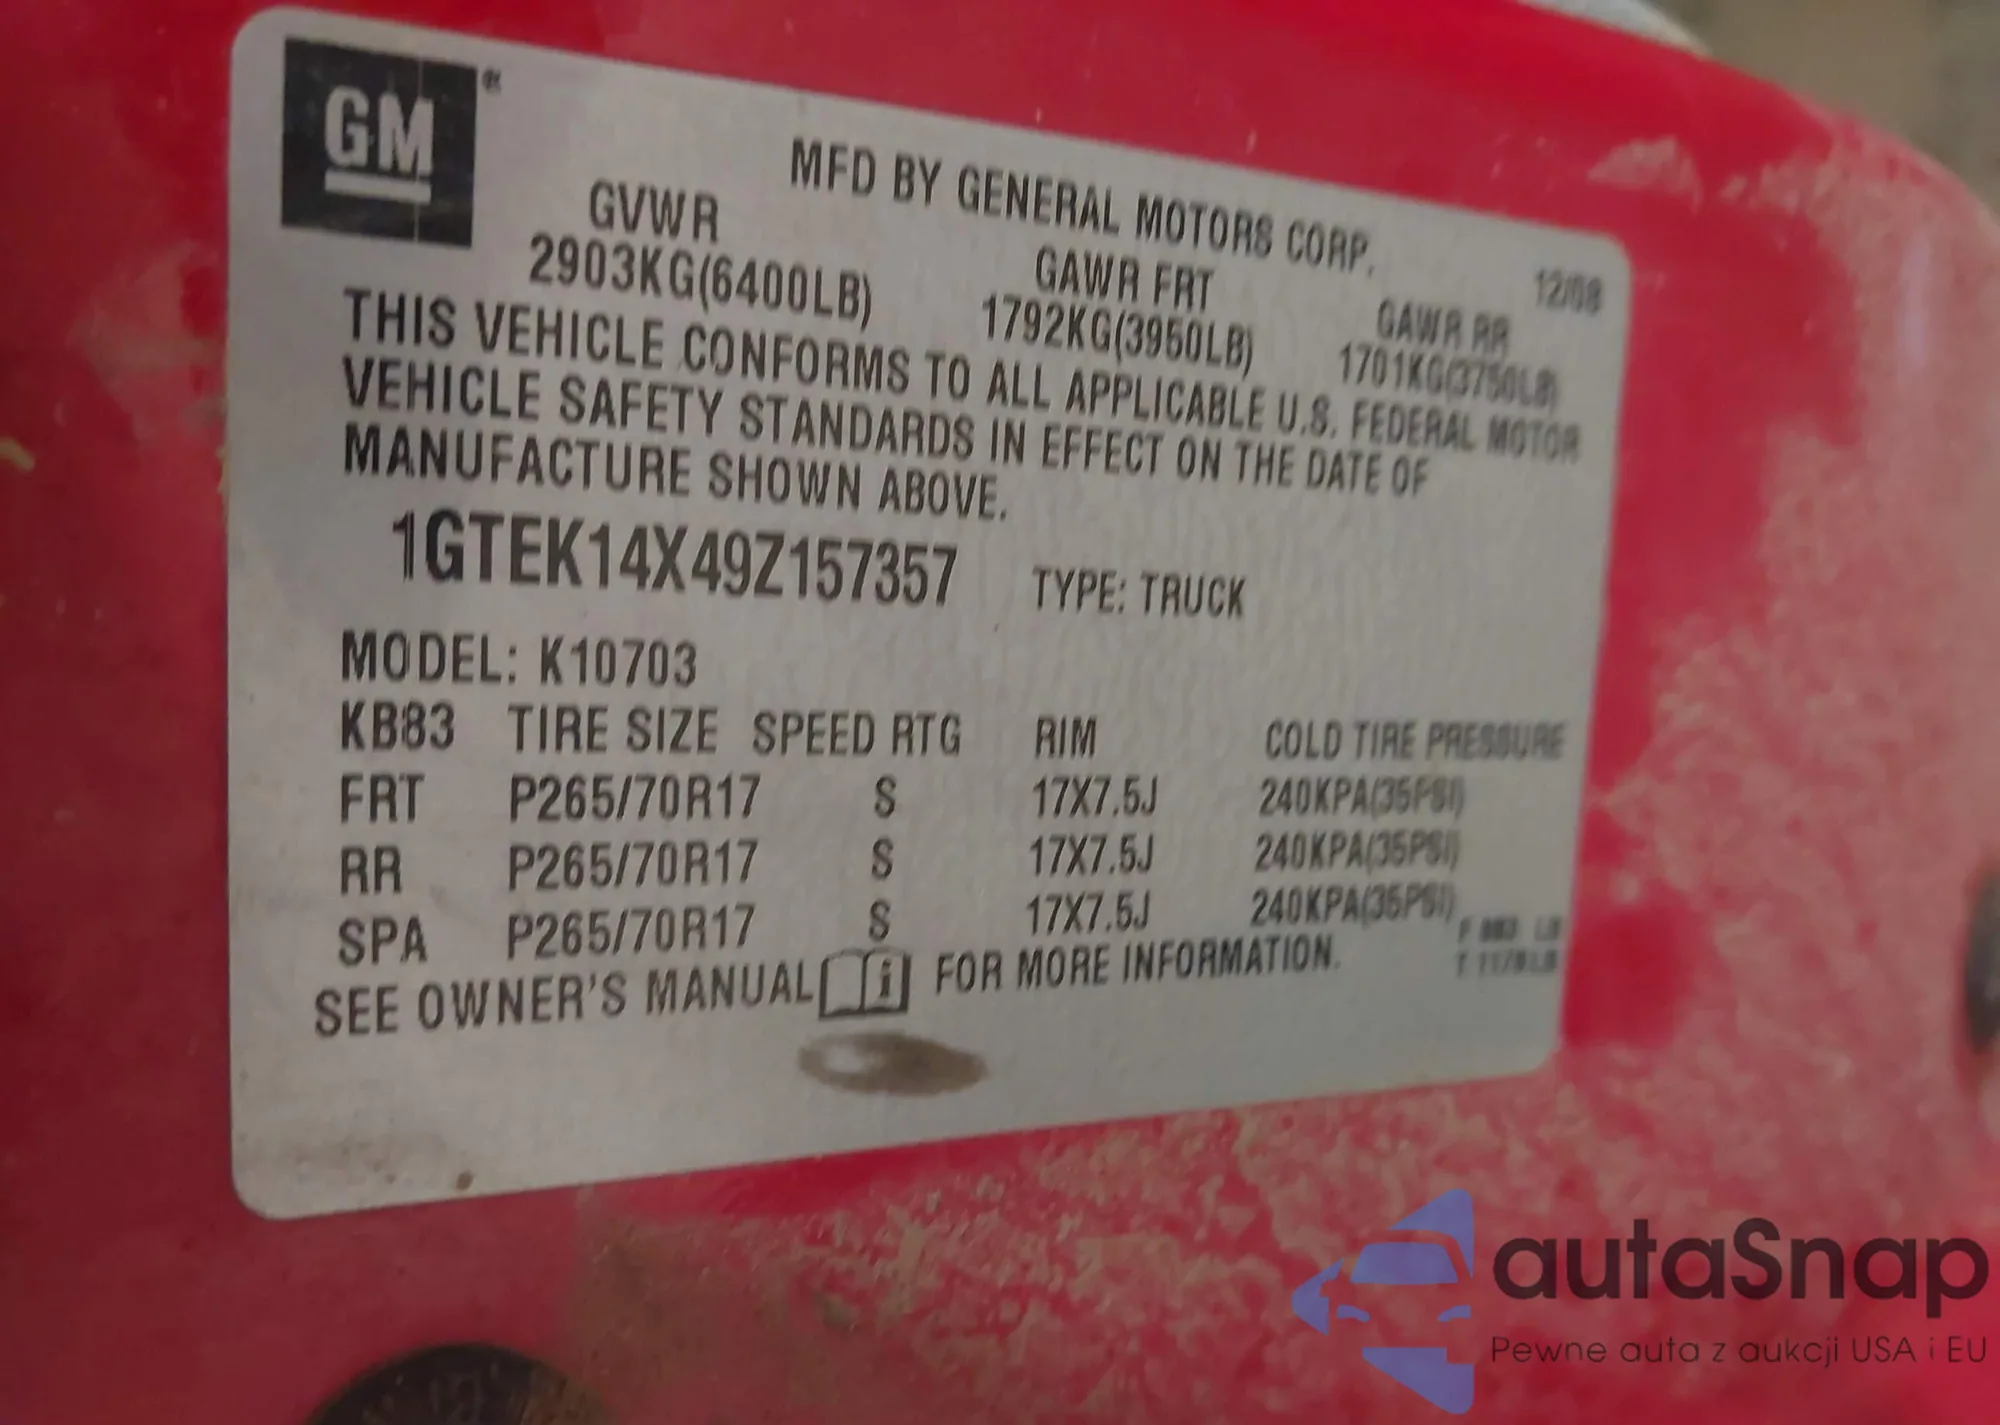 GM
MFD BY GENERAL MOTORS CORP.
12/08
GVWR GAWR FRT GAWR RR
2903KG(6400LB) 1792KG(3950LB) 1701KG(3750LB)
THIS VEHICLE CONFORMS TO ALL APPLICABLE U.S. FEDERAL MOTOR
VEHICLE SAFETY STANDARDS IN EFFECT ON THE DATE OF
MANUFACTURE SHOWN ABOVE.
1GTEK14X49Z157357 TYPE: TRUCK
MODEL: K10703
KB83 TIRE SIZE SPEED RTG RIM COLD TIRE PRESSURE
FRT P265/70R17 S 17X7.5J 240KPA(35PSI)
RR P265/70R17 S 17X7.5J 240KPA(35PSI)
SPA P265/70R17 S 17X7.5J 240KPA(35PSI)
SEE OWNER'S MANUAL i FOR MORE INFORMATION.
autaSnap
Pewne auta z aukcji USA i EU